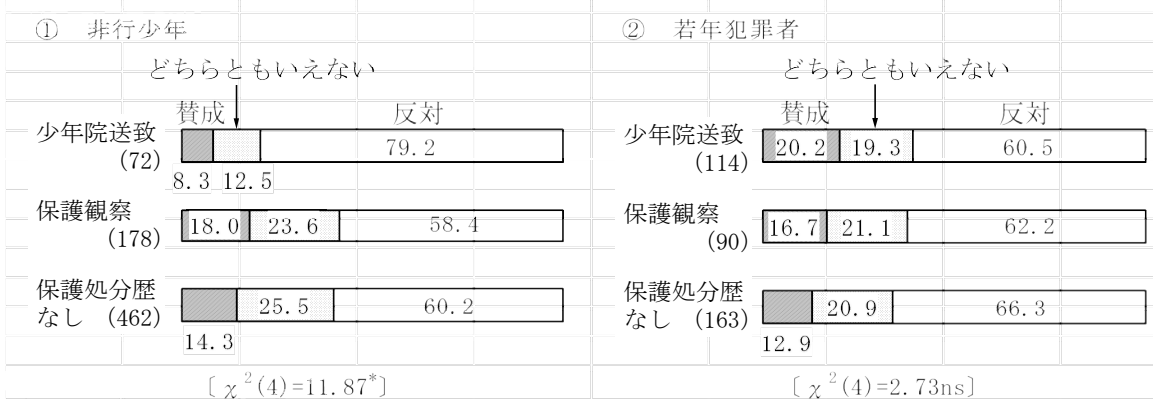 ① 非行少年
どちらともいえない
賛成 反対
少年院送致
(72)
79.2
8.3 12.5
保護観察
(178)
18.0 23.6 58.4
保護処分歴
なし (462)
25.5 60.2
14.3
〔χ²(4)=11.87*〕
② 若年犯罪者
どちらともいえない
賛成 反対
少年院送致
(114)
20.2 19.3 60.5
保護観察
(90)
16.7 21.1 62.2
保護処分歴
なし (163)
20.9 66.3
12.9
〔χ²(4)=2.73ns〕